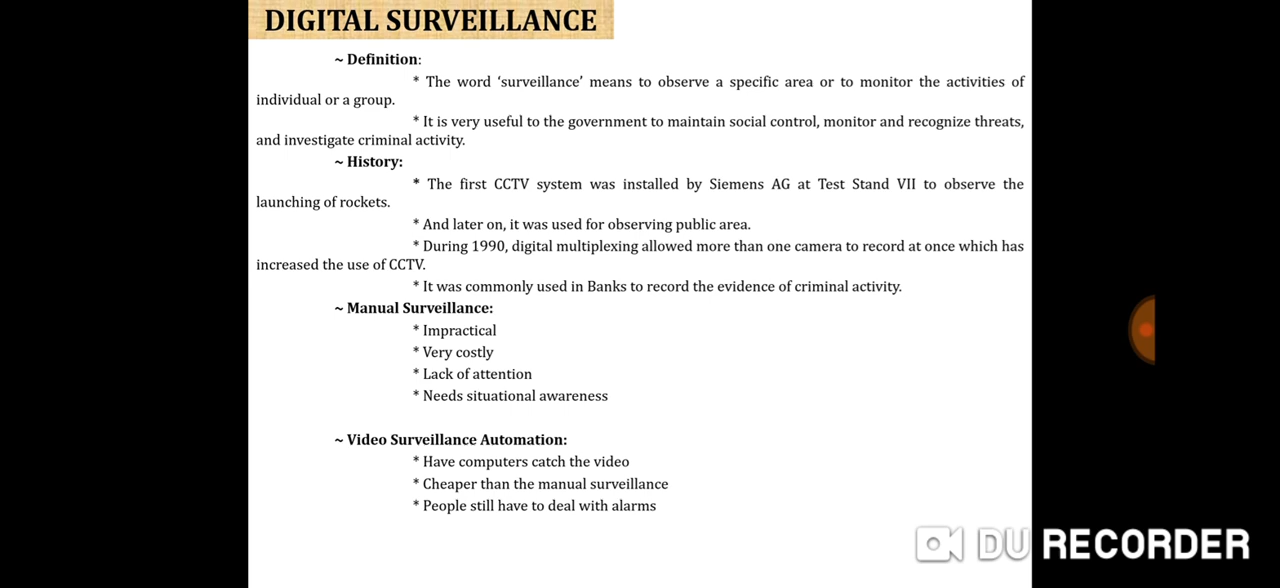 DIGITAL SURVEILLANCE
~ Definition:
* The word ‘surveillance’ means to observe a specific area or to monitor the activities of
individual or a group.
* It is very useful to the government to maintain social control, monitor and recognize threats,
and investigate criminal activity.
~ History:
* The first CCTV system was installed by Siemens AG at Test Stand VII to observe the
launching of rockets.
* And later on, it was used for observing public area.
* During 1990, digital multiplexing allowed more than one camera to record at once which has
increased the use of CCTV.
* It was commonly used in Banks to record the evidence of criminal activity.
~ Manual Surveillance:
* Impractical
* Very costly
* Lack of attention
* Needs situational awareness
~ Video Surveillance Automation:
* Have computers catch the video
* Cheaper than the manual surveillance
* People still have to deal with alarms
DU RECORDER